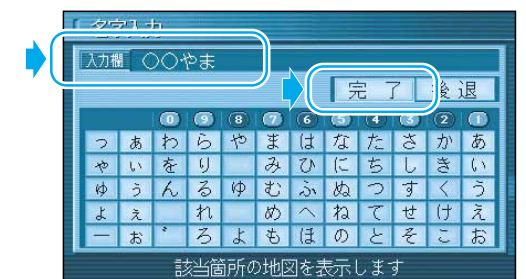 名字入力
入力欄 ○○やま
完了 後退
0 9 8 7 6 5 4 3 2 1
っ ぁ わ ら や ま は な た さ か あ
ゃ ぃ を り み ひ に ち し き い
ゅ ぅ ん る ゆ む ふ ぬ つ す く う
ょ ぇ れ め へ ね て せ け え
ー ぉ ゛ ろ よ も ほ の と そ こ お
該当箇所の地図を表示します